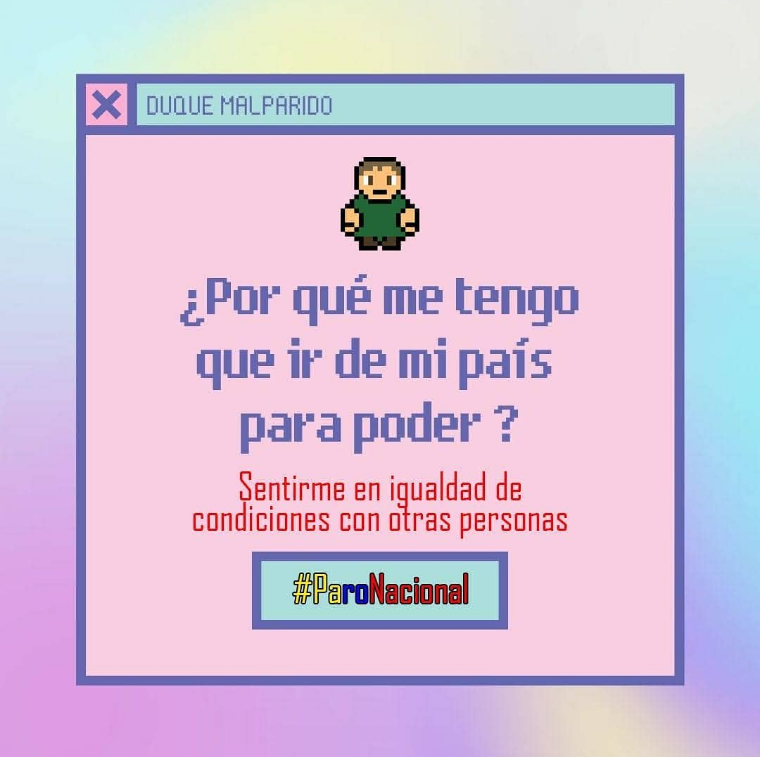 DUQUE MALPARIDO
¿Por qué me tengo
que ir de mi país
para poder ?
Sentirme en igualdad de
condiciones con otras personas
#ParoNacional